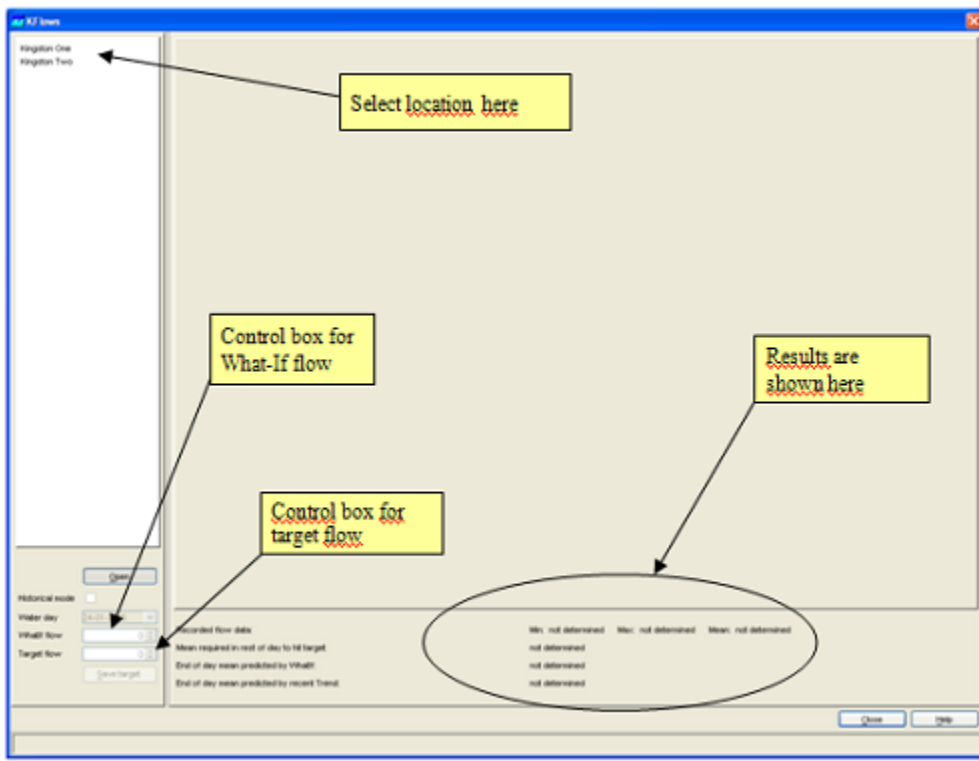 KFlows
Kingston One
Kingston Two
Select location here
Control box for
What-If flow
Results are
shown here
Control box for
target flow
Open
Historical mode
Water day
WhatIf flow
Target flow
Save target
Recorded flow data:
Min: not determined Max: not determined Mean: not determined
Mean required in rest of day to hit target:
not determined
End of day mean predicted by WhatIf:
not determined
End of day mean predicted by recent Trend:
not determined
Close
Help